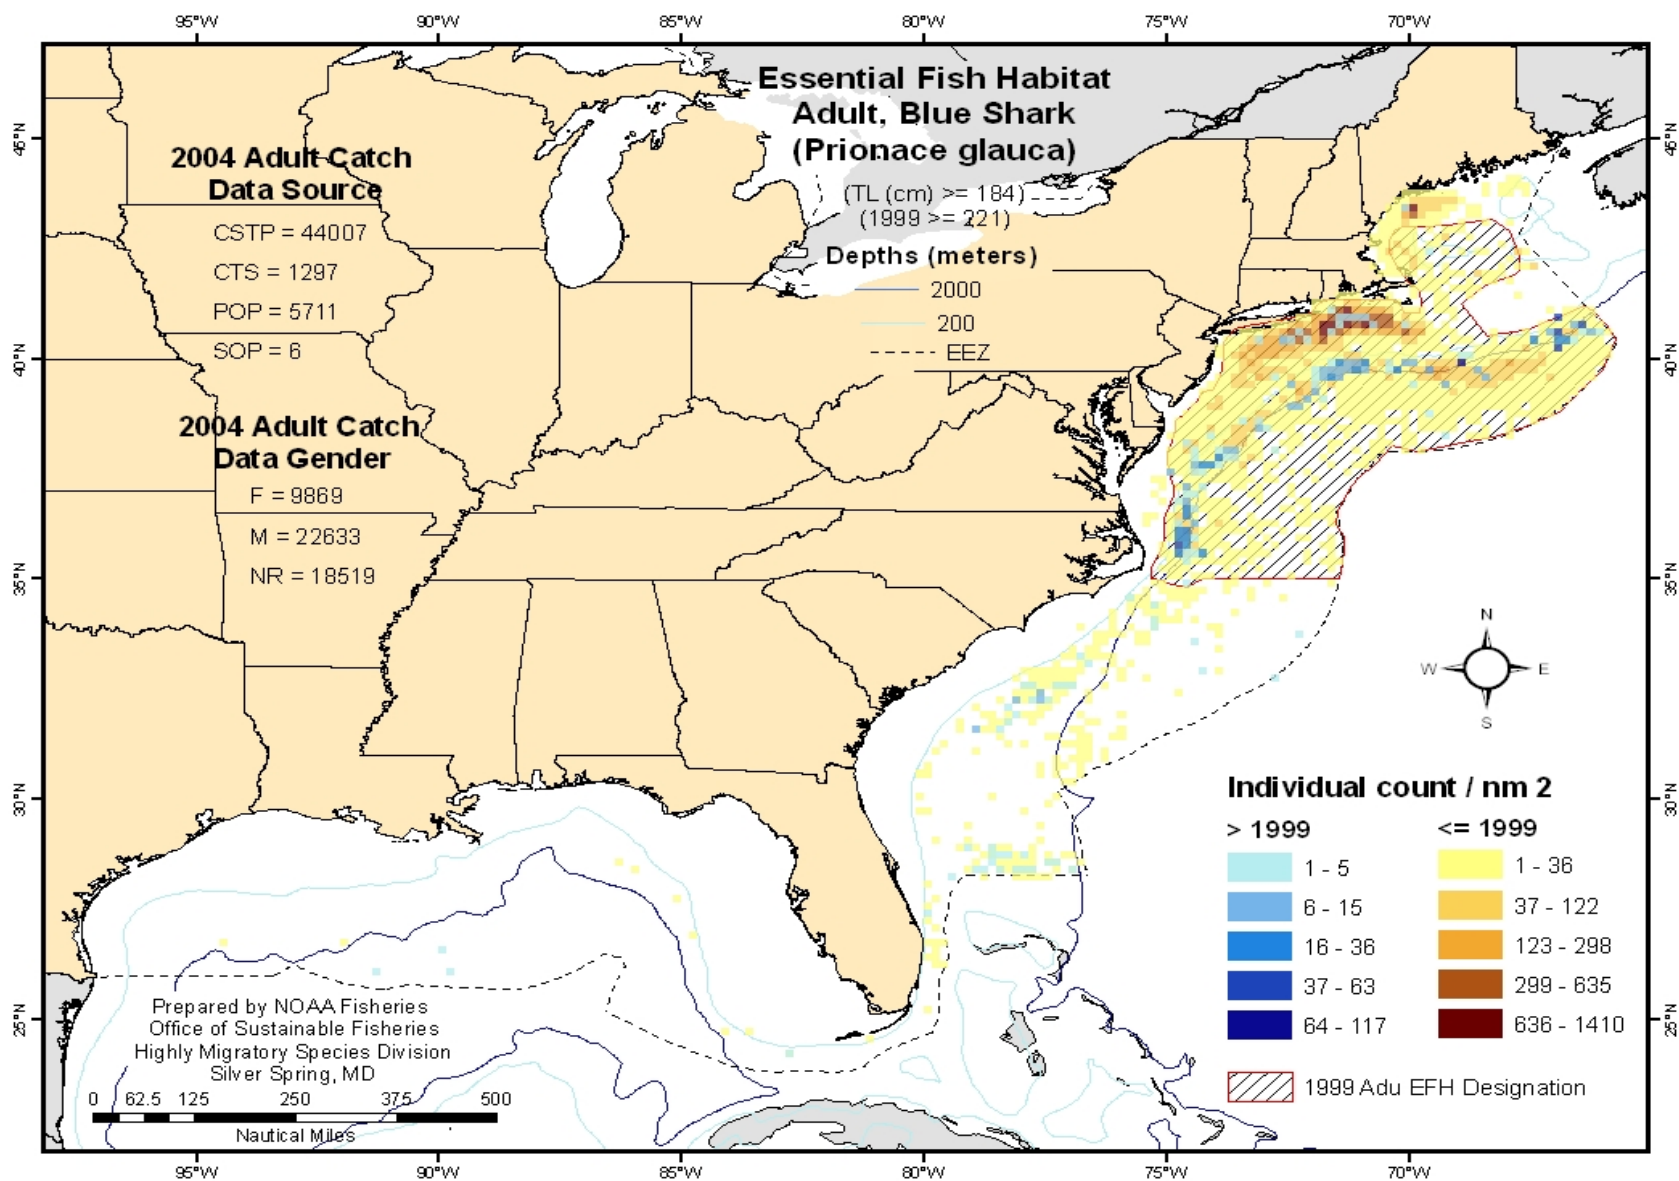 95°W 90°W 85°W 80°W 75°W 70°W
Essential Fish Habitat
Adult, Blue Shark
(Prionace glauca)
(TL (cm) >= 184)
(1999 >= 221)
Depths (meters)
2000
200
EEZ
2004 Adult Catch
Data Source
CSTP = 44007
CTS = 1297
POP = 5711
SOP = 6
2004 Adult Catch
Data Gender
F = 9869
M = 22633
NR = 18519
45°N
40°N
35°N
30°N
25°N
45°N
40°N
35°N
30°N
25°N
N
W E
S
Individual count / nm 2
> 1999 <= 1999
1 - 5 1 - 36
6 - 15 37 - 122
16 - 36 123 - 298
37 - 63 299 - 635
64 - 117 636 - 1410
1999 Adu EFH Designation
Prepared by NOAA Fisheries
Office of Sustainable Fisheries
Highly Migratory Species Division
Silver Spring, MD
0 62.5 125 250 375 500
Nautical Miles
95°W 90°W 85°W 80°W 75°W 70°W